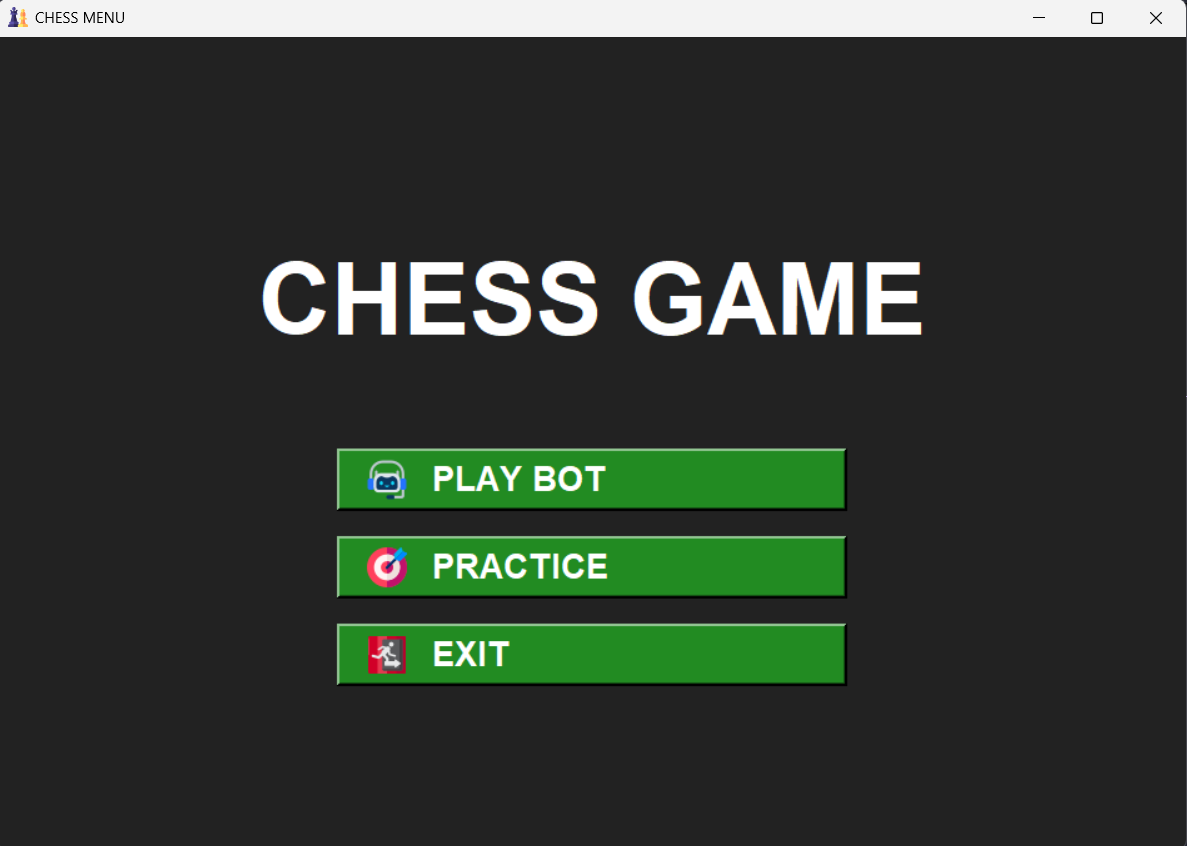 CHESS MENU
CHESS GAME
PLAY BOT
PRACTICE
EXIT